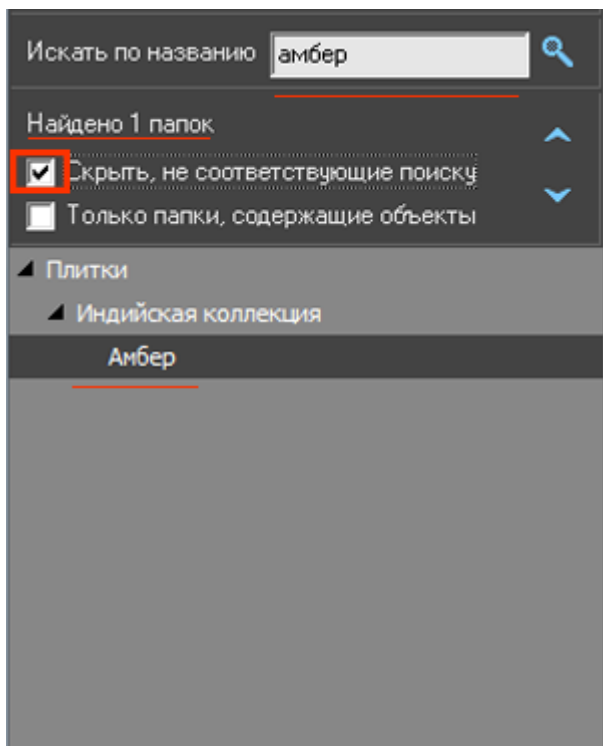 Искать по названию амбер
Найдено 1 папок
Скрыть, не соответствующие поиску
Только папки, содержащие объекты
Плитки
Индийская коллекция
Амбер